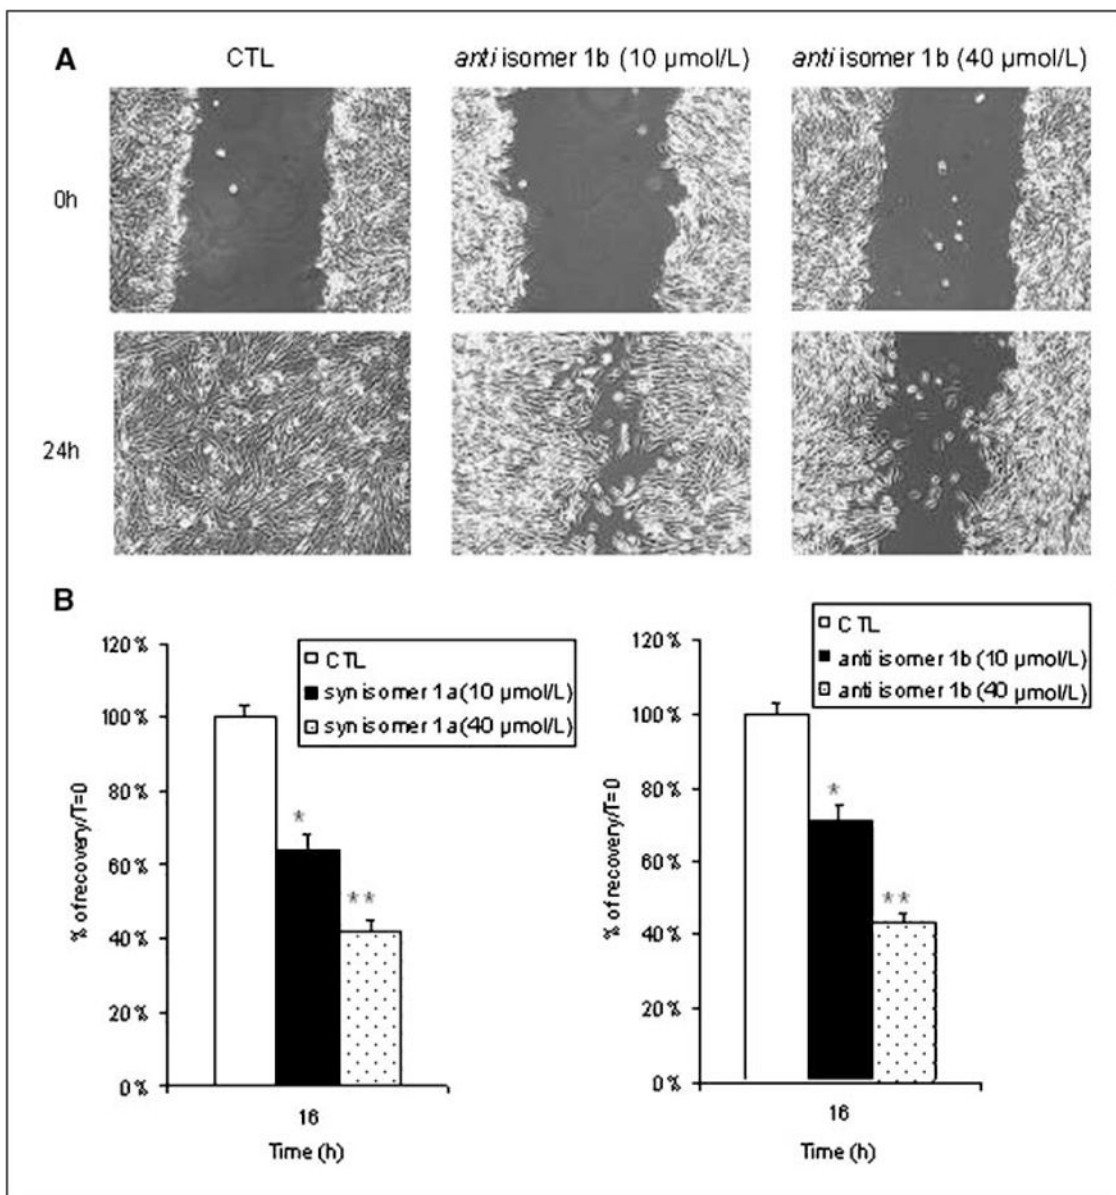 A
CTL
anti isomer 1b (10 µmol/L)
anti isomer 1b (40 µmol/L)
0h
24h
B
120%
100%
80%
60%
40%
20%
0%
% of recovery/T=0
CTL
syn isomer 1a (10 µmol/L)
syn isomer 1a (40 µmol/L)
*
**
16
Time (h)
120%
100%
80%
60%
40%
20%
0%
% of recovery/T=0
CTL
anti isomer 1b (10 µmol/L)
anti isomer 1b (40 µmol/L)
*
**
16
Time (h)